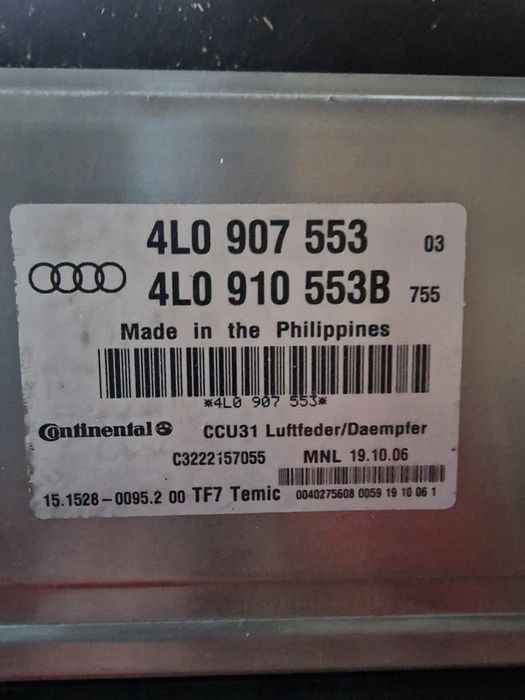 4L0 907 553 03
4L0 910 553B 755
Made in the Philippines
*4L0 907 553*
Continental CCU31 Luftfeder/Daempfer
C3222157055 MNL 19.10.06
15.1528-0095.2 00 TF7 Temic 0040275608 0059 19 10 06 1